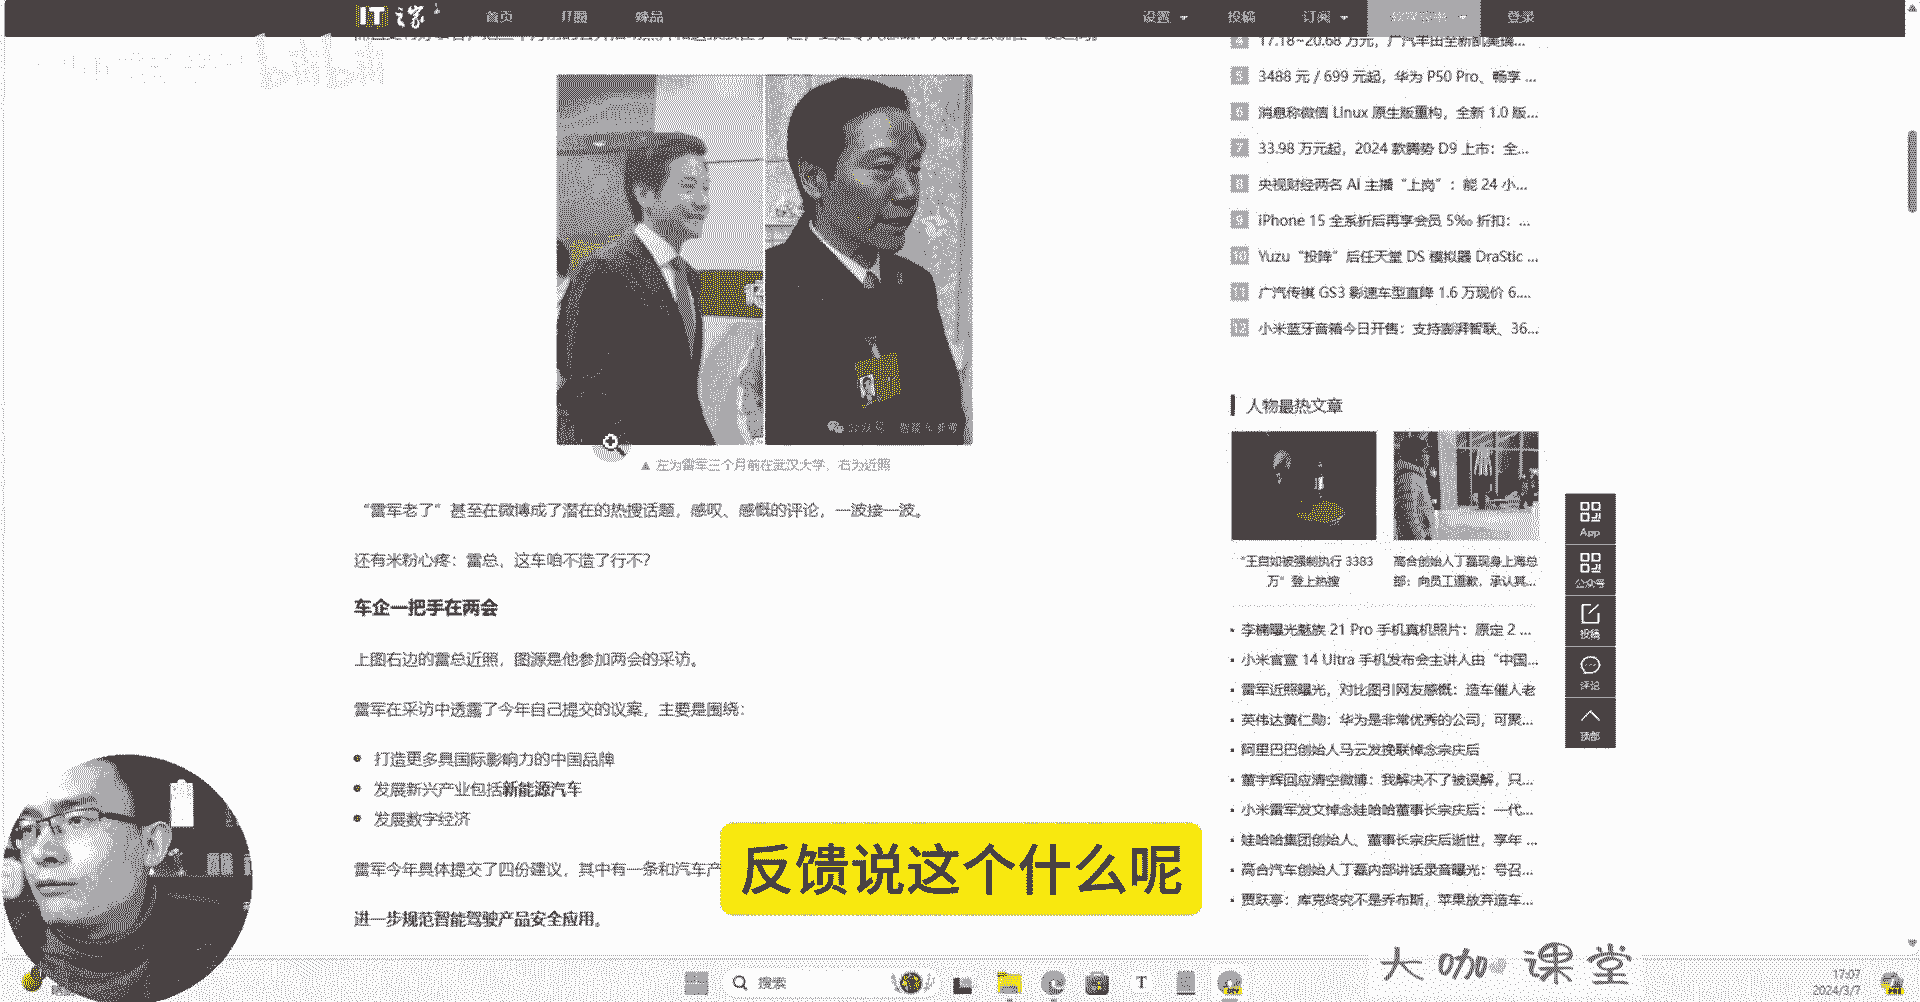 IT之家
首页
IT圈
辣品
设置
投稿
订阅
登录
bilibili
4 17.18~20.68 万元，广汽丰田全新凯美瑞...
5 3488 元 / 699 元起，华为 P50 Pro、畅享 ...
6 消息称微信 Linux 原生版重构，全新 1.0 版...
7 33.98 万元起，2024 款腾势 D9 上市：全...
8 央视财经两名 AI 主播“上岗”：能 24 小...
9 iPhone 15 全系折后再享会员 5‰ 折扣：...
10 Yuzu“投降”后任天堂 DS 模拟器 DraStic ...
11 广汽传祺 GS3 影速车型直降 1.6 万现价 6....
12 小米蓝牙音箱今日开售：支持澎湃智联、36...
公众号
▲ 左为雷军三个月前在武汉大学，右为近照
“雷军老了”甚至在微博成了潜在的热搜话题，感叹、感慨的评论，一波接一波。
还有米粉心疼：雷总，这车咱不造了行不？
车企一把手在两会
上图右边的雷总近照，图源是他参加两会的采访。
雷军在采访中透露了今年自己提交的议案，主要是围绕：
• 打造更多具国际影响力的中国品牌
• 发展新兴产业包括新能源汽车
• 发展数字经济
雷军今年具体提交了四份建议，其中有一条和汽车产
进一步规范智能驾驶产品安全应用。
反馈说这个什么呢
人物最热文章
“王自如被强制执行 3383
万”登上热搜
高合创始人丁磊现身上海总
部：向员工道歉，承认其...
· 李楠曝光魅族 21 Pro 手机真机照片：原定 2 ...
· 小米官宣 14 Ultra 手机发布会主讲人由“中国...
· 雷军近照曝光，对比图引网友感慨：造车催人老
· 英伟达黄仁勋：华为是非常优秀的公司，可聚...
· 阿里巴巴创始人马云发挽联悼念宗庆后
· 董宇辉回应清空微博：我解决不了被误解，只...
· 小米雷军发文悼念娃哈哈董事长宗庆后：一代...
· 娃哈哈集团创始人、董事长宗庆后逝世，享年 ...
· 高合汽车创始人丁磊内部讲话录音曝光：号召...
· 贾跃亭：库克终究不是乔布斯，苹果放弃造车...
App
公众号
投稿
评论
顶部
大咖课堂
搜索
17:07
2024/3/7